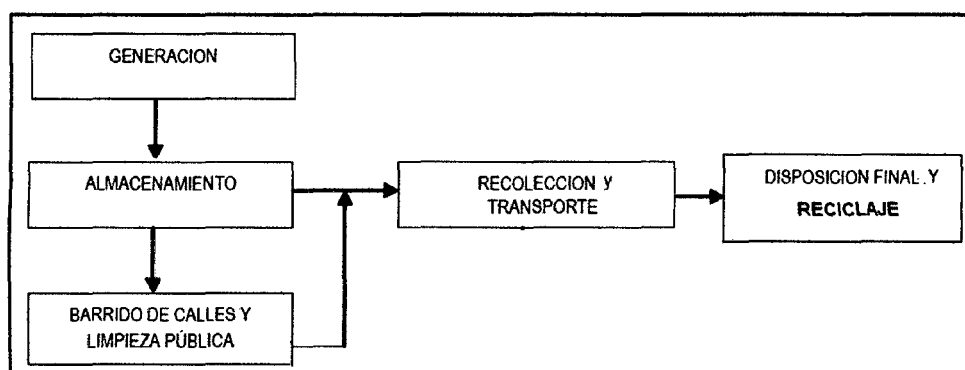 GENERACION
ALMACENAMIENTO
BARRIDO DE CALLES Y
LIMPIEZA PÚBLICA
RECOLECCION Y
TRANSPORTE
DISPOSICION FINAL . Y
RECICLAJE